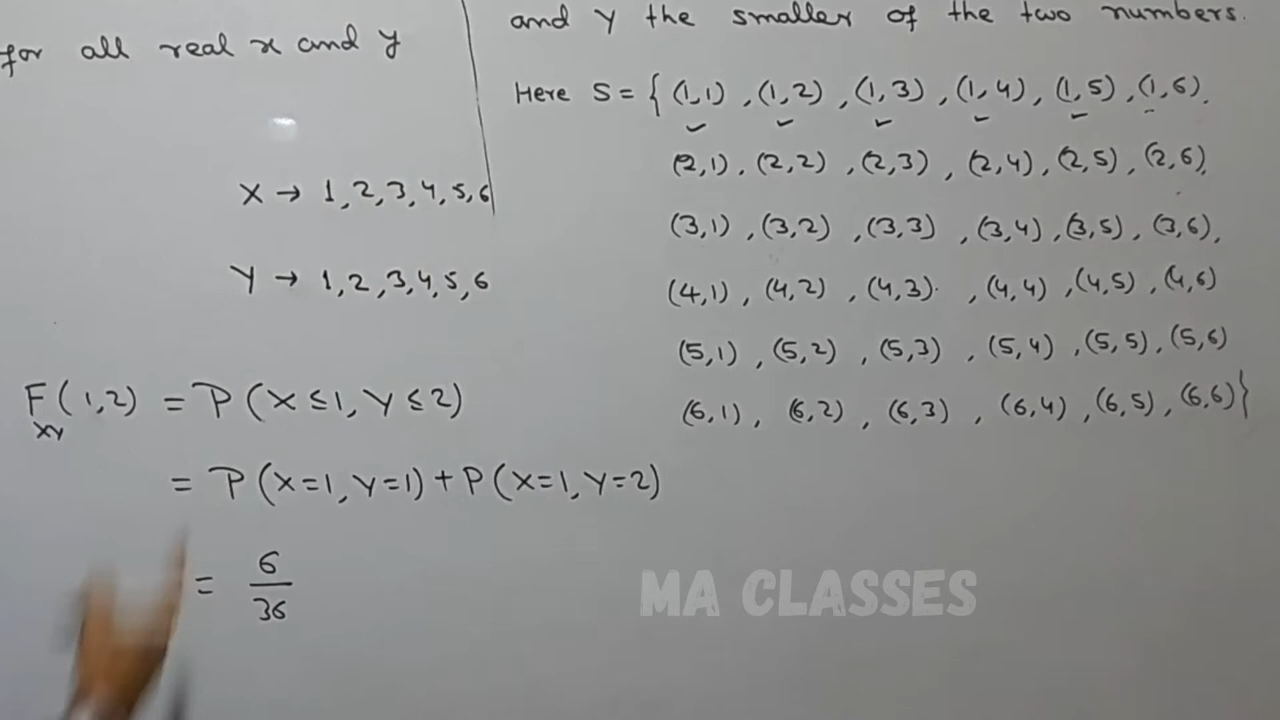 for all real x and y
and Y the smaller of the two numbers.
Here S = { (1,1) , (1,2) , (1,3) , (1,4) , (1,5) , (1,6) ,
(2,1) , (2,2) , (2,3) , (2,4) , (2,5) , (2,6) ,
X → 1,2,3,4,5,6
(3,1) , (3,2) , (3,3) , (3,4) , (3,5) , (3,6) ,
Y → 1,2,3,4,5,6
(4,1) , (4,2) , (4,3) , (4,4) , (4,5) , (4,6)
(5,1) , (5,2) , (5,3) , (5,4) , (5,5) , (5,6)
(6,1) , (6,2) , (6,3) , (6,4) , (6,5) , (6,6) }
F_XY (1,2) = P(X≤1, Y≤2)
= P(X=1, Y=1) + P(X=1, Y=2)
= 6/36
MA CLASSES